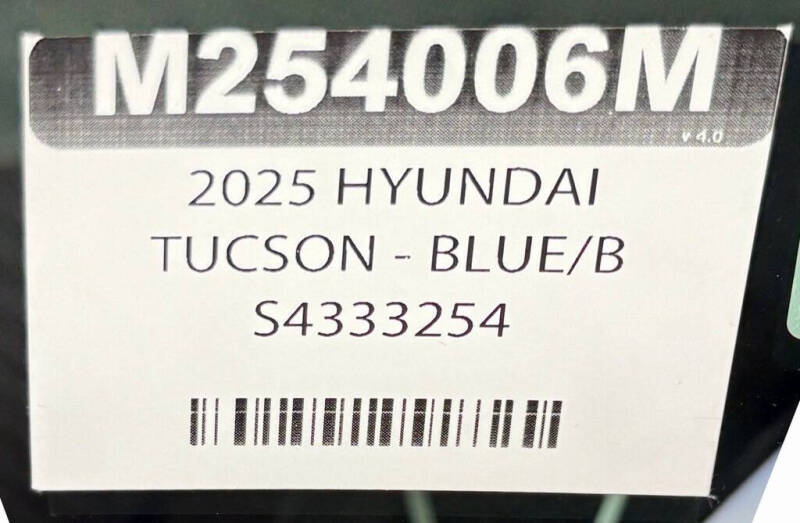 M254006M
v 4.0
2025 HYUNDAI
TUCSON - BLUE/B
S4333254